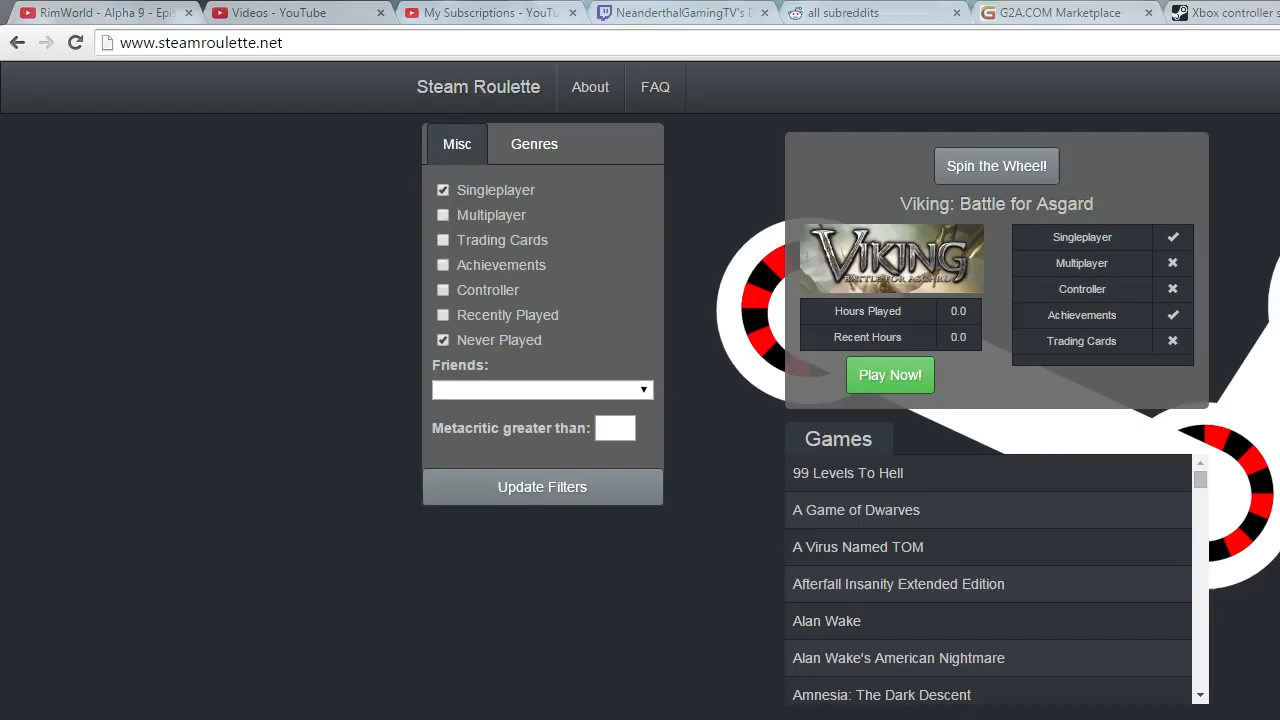 RimWorld - Alpha 9 - Epis
Videos - YouTube
My Subscriptions - YouTu
NeanderthalGamingTV's D
all subreddits
G2A.COM Marketplace
Xbox controller
www.steamroulette.net
Steam Roulette
About
FAQ
Misc
Genres
Singleplayer
Multiplayer
Trading Cards
Achievements
Controller
Recently Played
Never Played
Friends:
Metacritic greater than:
Update Filters
Spin the Wheel!
Viking: Battle for Asgard
VIKING
BATTLE FOR ASGARD
Hours Played 0.0
Recent Hours 0.0
Play Now!
Singleplayer
Multiplayer
Controller
Achievements
Trading Cards
Games
99 Levels To Hell
A Game of Dwarves
A Virus Named TOM
Afterfall Insanity Extended Edition
Alan Wake
Alan Wake's American Nightmare
Amnesia: The Dark Descent